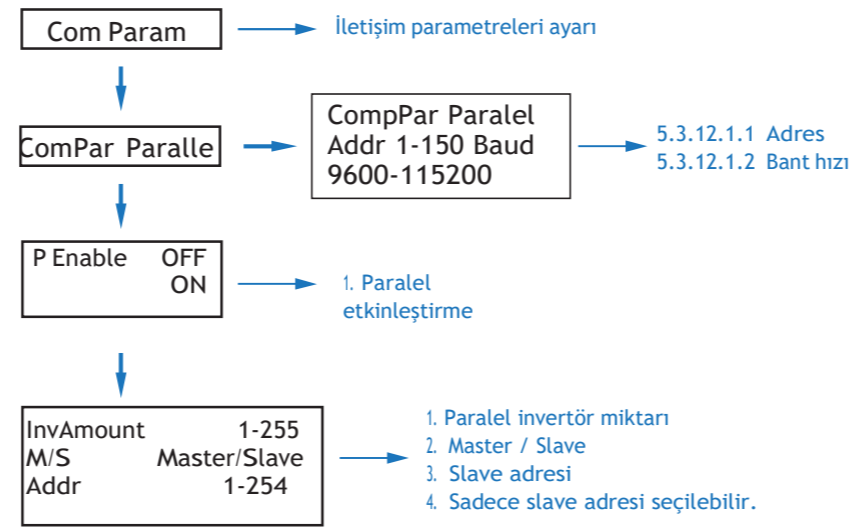 Com Param
İletişim parametreleri ayarı
ComPar Paralle
CompPar Paralel
Addr 1-150 Baud
9600-115200
5.3.12.1.1 Adres
5.3.12.1.2 Bant hızı
P Enable OFF
ON
1. Paralel
etkinleştirme
InvAmount 1-255
M/S Master/Slave
Addr 1-254
1. Paralel invertör miktarı
2. Master / Slave
3. Slave adresi
4. Sadece slave adresi seçilebilir.